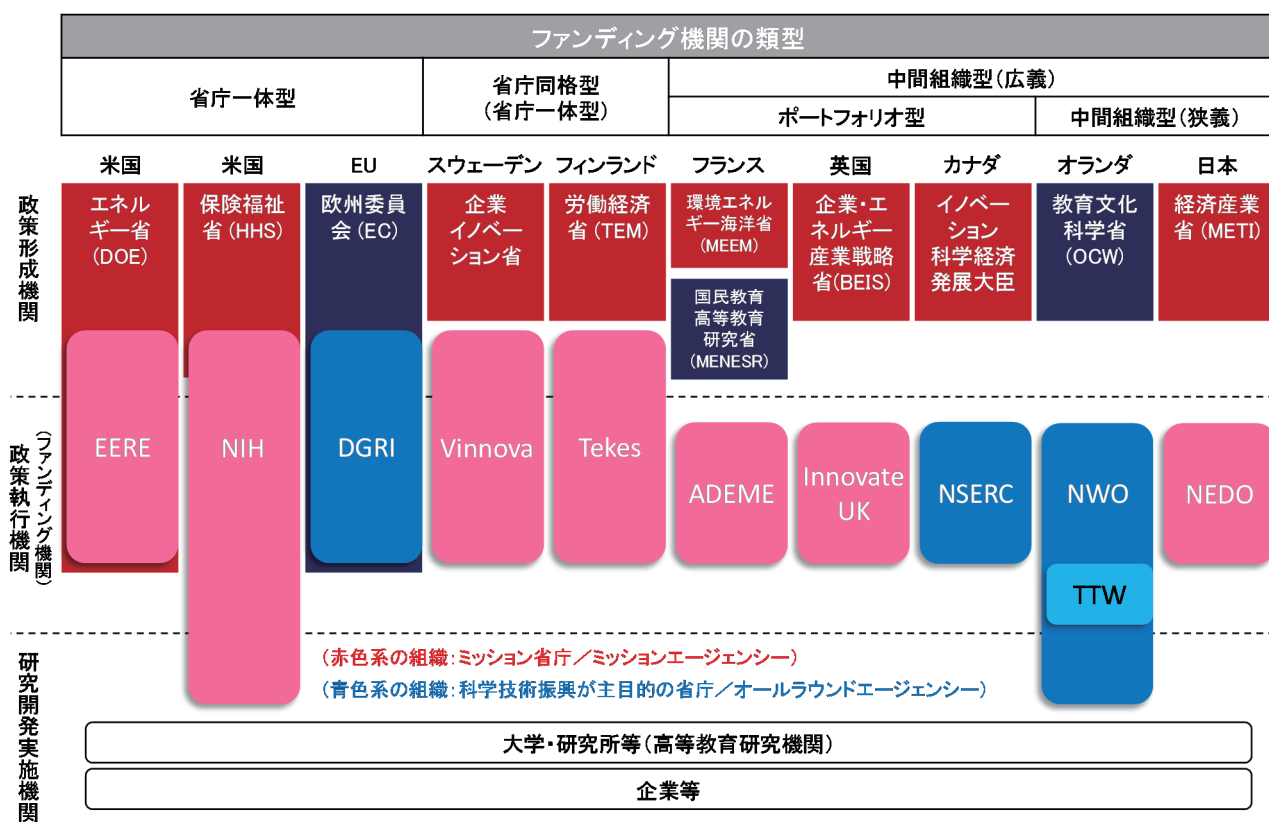 ファンディング機関の類型
省庁一体型
省庁同格型
(省庁一体型)
中間組織型(広義)
ポートフォリオ型
中間組織型(狭義)
米国
米国
EU
スウェーデン
フィンランド
フランス
英国
カナダ
オランダ
日本
政策形成機関
エネル
ギー省
(DOE)
保険福祉
省(HHS)
欧州委員
会(EC)
企業
イノベー
ション省
労働経済
省(TEM)
環境エネル
ギー海洋省
(MEEM)
国民教育
高等教育
研究省
(MENESR)
企業・エ
ネルギー
産業戦略
省(BEIS)
イノベー
ション
科学経済
発展大臣
教育文化
科学省
(OCW)
経済産業
省(METI)
政策執行機関
(ファンディング機関)
EERE
NIH
DGRI
Vinnova
Tekes
ADEME
Innovate
UK
NSERC
NWO
TTW
NEDO
研究開発実施機関
(赤色系の組織:ミッション省庁/ミッションエージェンシー)
(青色系の組織:科学技術振興が主目的の省庁/オールラウンドエージェンシー)
大学・研究所等(高等教育研究機関)
企業等